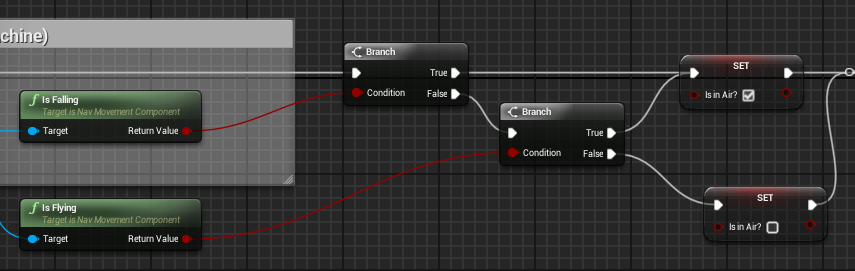 chine)
Branch
True
Condition
False
SET
Is in Air?
f Is Falling
Target is Nav Movement Component
Target
Return Value
Branch
True
Condition
False
f Is Flying
Target is Nav Movement Component
Target
Return Value
SET
Is in Air?